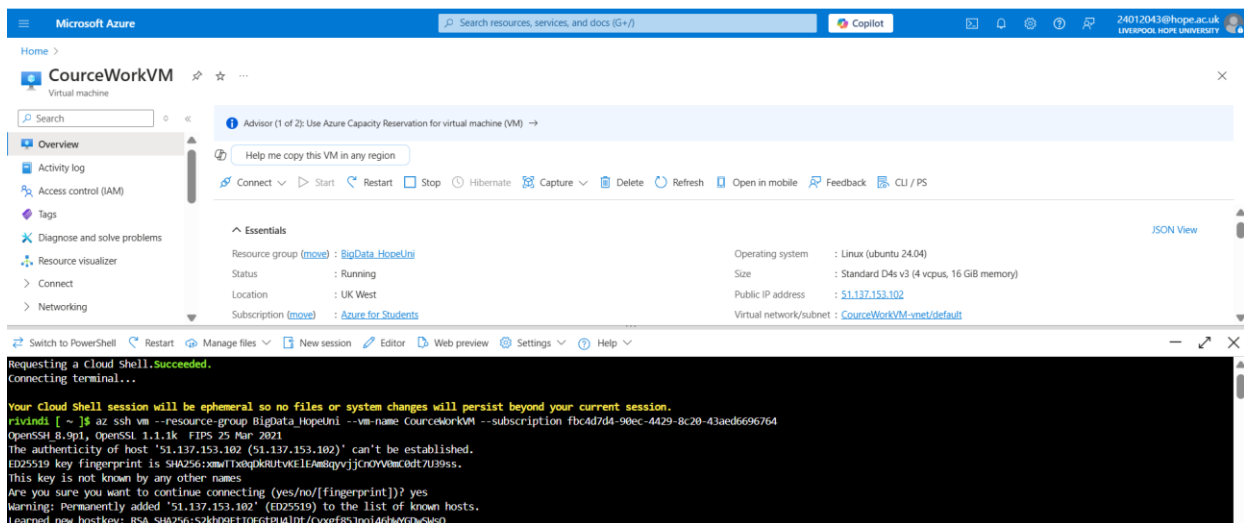 Microsoft Azure
Search resources, services, and docs (G+/)
Copilot
24012043@hope.ac.uk
LIVERPOOL HOPE UNIVERSITY
Home >
CourceWorkVM
Virtual machine
Search
Overview
Activity log
Access control (IAM)
Tags
Diagnose and solve problems
Resource visualizer
Connect
Networking
Advisor (1 of 2): Use Azure Capacity Reservation for virtual machine (VM) →
Help me copy this VM in any region
Connect Start Restart Stop Hibernate Capture Delete Refresh Open in mobile Feedback CLI / PS
Essentials
JSON View
Resource group (move) : BigData_HopeUni
Status : Running
Location : UK West
Subscription (move) : Azure for Students
Operating system : Linux (ubuntu 24.04)
Size : Standard D4s v3 (4 vcpus, 16 GiB memory)
Public IP address : 51.137.153.102
Virtual network/subnet : CourceWorkVM-vnet/default
Switch to PowerShell Restart Manage files New session Editor Web preview Settings Help
Requesting a Cloud Shell.Succeeded.
Connecting terminal...
Your Cloud Shell session will be ephemeral so no files or system changes will persist beyond your current session.
rivindi [ ~ ]$ az ssh vm --resource-group BigData_HopeUni --vm-name CourceWorkVM --subscription fbc4d7d4-90ec-4429-8c20-43aed6696764
OpenSSH_8.9p1, OpenSSL 1.1.1k FIPS 25 Mar 2021
The authenticity of host '51.137.153.102 (51.137.153.102)' can't be established.
ED25519 key fingerprint is SHA256:xmwTTx0qDkRUtvKElEAm8qyvjjCnOYV0mC0dt7U39ss.
This key is not known by any other names
Are you sure you want to continue connecting (yes/no/[fingerprint])? yes
Warning: Permanently added '51.137.153.102' (ED25519) to the list of known hosts.
Learned new hostkey: RSA